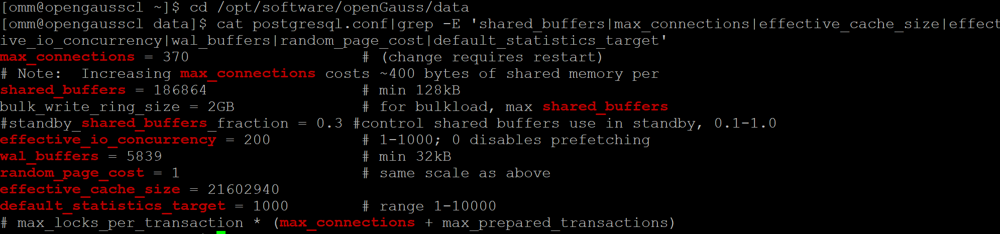 [omm@opengausscl ~]$ cd /opt/software/openGauss/data
[omm@opengausscl data]$ cat postgresql.conf|grep -E 'shared_buffers|max_connections|effective_cache_size|effect
ive_io_concurrency|wal_buffers|random_page_cost|default_statistics_target'
max_connections = 370                   # (change requires restart)
# Note:  Increasing max_connections costs ~400 bytes of shared memory per
shared_buffers = 186864                 # min 128kB
bulk_write_ring_size = 2GB              # for bulkload, max shared_buffers
#standby_shared_buffers_fraction = 0.3 #control shared buffers use in standby, 0.1-1.0
effective_io_concurrency = 200          # 1-1000; 0 disables prefetching
wal_buffers = 5839                      # min 32kB
random_page_cost = 1                    # same scale as above
effective_cache_size = 21602940
default_statistics_target = 1000        # range 1-10000
# max_locks_per_transaction * (max_connections + max_prepared_transactions)